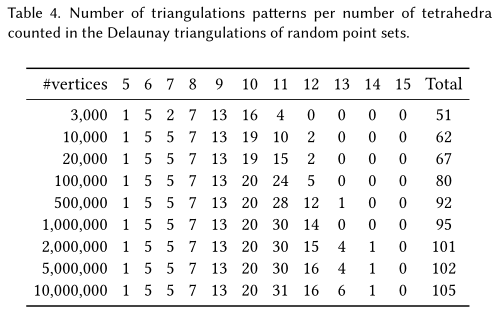 Table 4. Number of triangulations patterns per number of tetrahedra
counted in the Delaunay triangulations of random point sets.
#vertices 5 6 7 8 9 10 11 12 13 14 15 Total
3,000 1 5 2 7 13 16 4 0 0 0 0 51
10,000 1 5 5 7 13 19 10 2 0 0 0 62
20,000 1 5 5 7 13 19 15 2 0 0 0 67
100,000 1 5 5 7 13 20 24 5 0 0 0 80
500,000 1 5 5 7 13 20 28 12 1 0 0 92
1,000,000 1 5 5 7 13 20 30 14 0 0 0 95
2,000,000 1 5 5 7 13 20 30 15 4 1 0 101
5,000,000 1 5 5 7 13 20 30 16 4 1 0 102
10,000,000 1 5 5 7 13 20 31 16 6 1 0 105